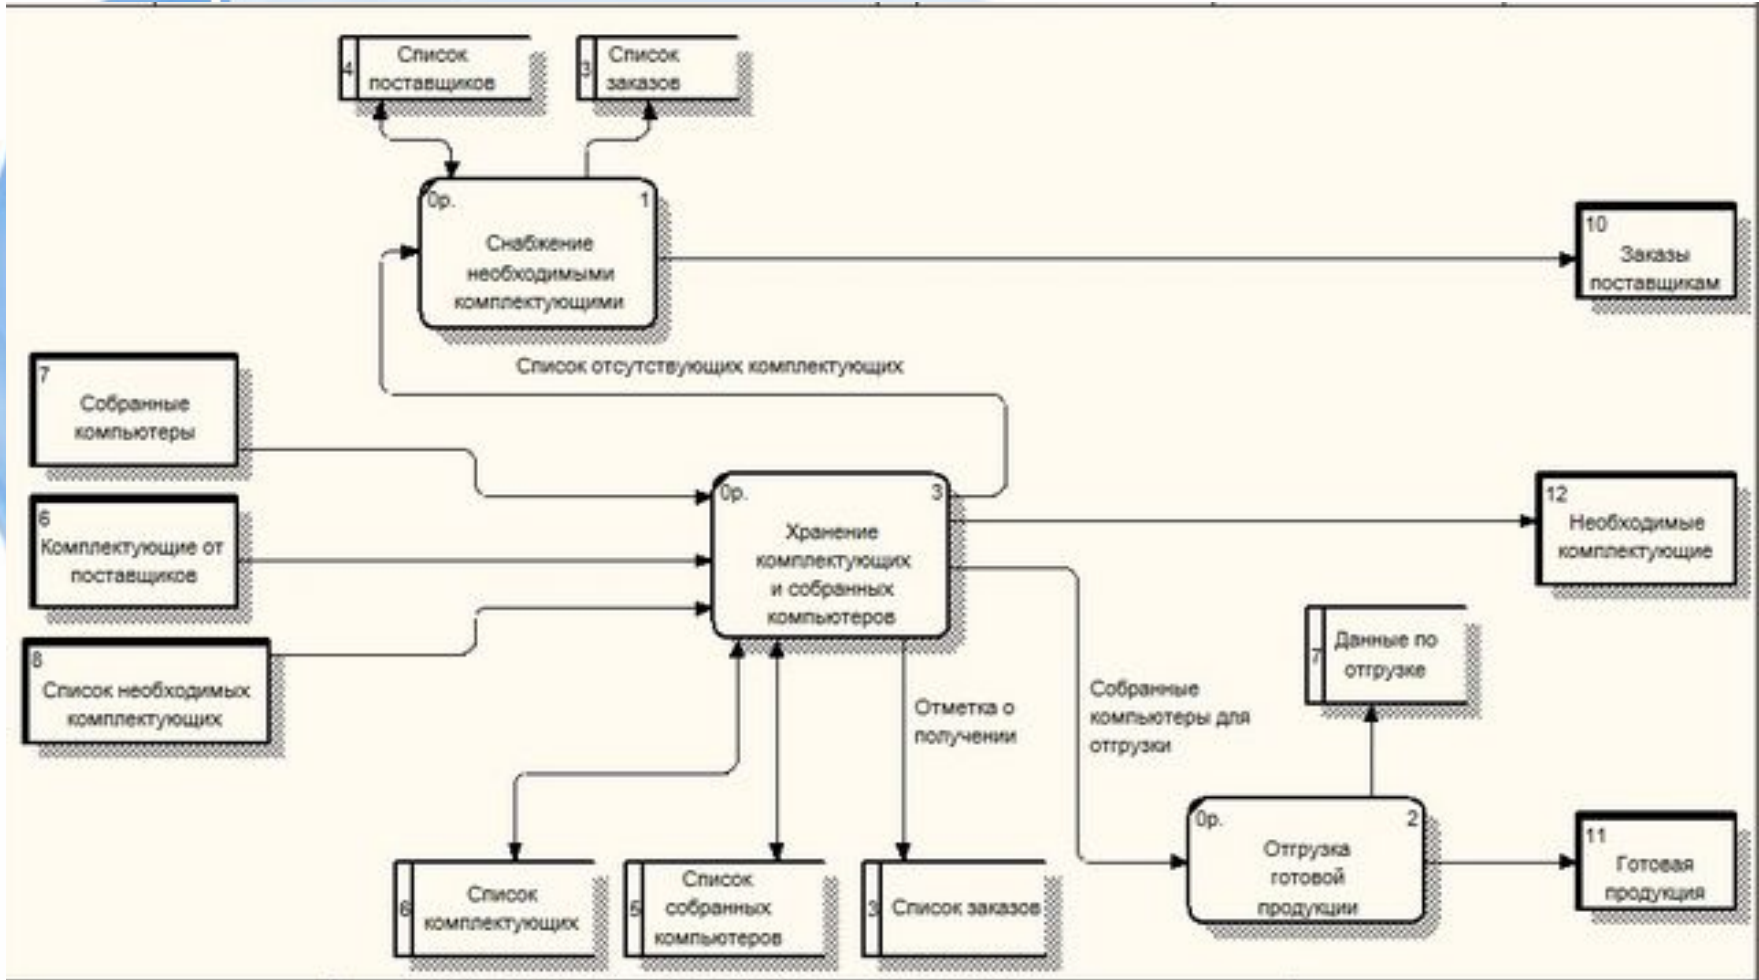 4
Список
поставщиков
3
Список
заказов
0р.
1
Снабжение
необходимыми
комплектующими
10
Заказы
поставщикам
Список отсутствующих комплектующих
7
Собранные
компьютеры
6
Комплектующие от
поставщиков
8
Список необходимых
комплектующих
0р.
3
Хранение
комплектующих
и собранных
компьютеров
12
Необходимые
комплектующие
7
Данные по
отгрузке
Отметка о
получении
Собранные
компьютеры для
отгрузки
0р.
2
Отгрузка
готовой
продукции
11
Готовая
продукция
6
Список
комплектующих
5
Список
собранных
компьютеров
3
Список заказов